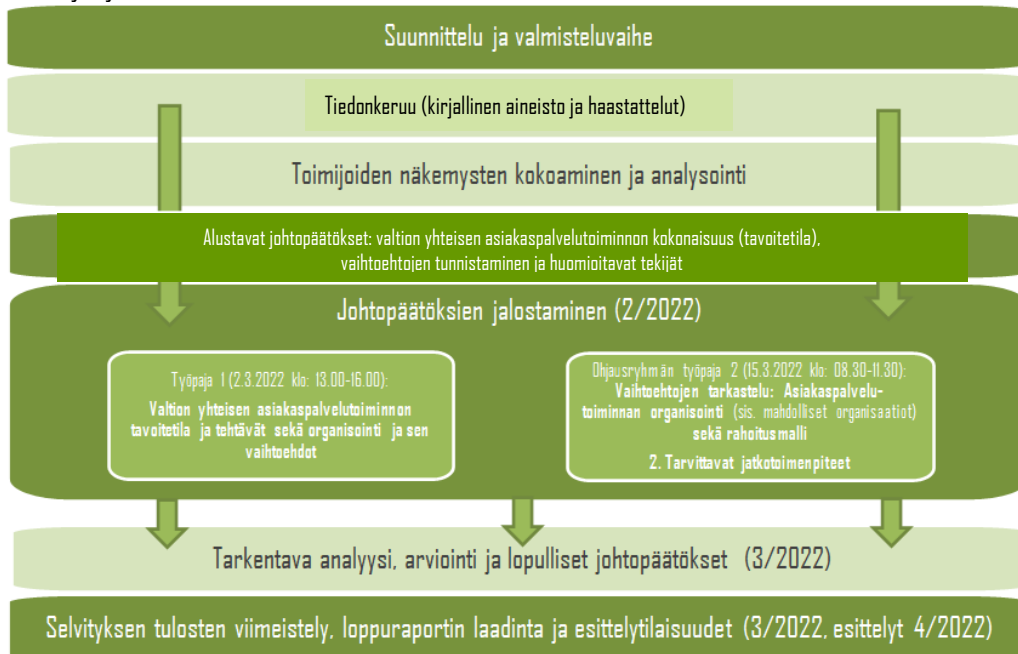 Suunnittelu ja valmisteluvaihe
Tiedonkeruu (kirjallinen aineisto ja haastattelut)
Toimijoiden näkemysten kokoaminen ja analysointi
Alustavat johtopäätökset: valtion yhteisen asiakaspalvelutoiminnon kokonaisuus (tavoitetila),
vaihtoehtojen tunnistaminen ja huomioitavat tekijät
Johtopäätöksien jalostaminen (2/2022)
Työpaja 1 (2.3.2022 klo: 13.00-16.00):
Valtion yhteisen asiakaspalvelutoiminnon
tavoitetila ja tehtävät sekä organisointi ja sen
vaihtoehdot
Ohjausryhmän työpaja 2 (15.3.2022 klo: 08.30-11.30):
Vaihtoehtojen tarkastelu: Asiakaspalvelu-
toiminnan organisointi (sis. mahdolliset organisaatiot)
sekä rahoitusmalli
2. Tarvittavat jatkotoimenpiteet
Tarkentava analyysi, arviointi ja lopulliset johtopäätökset (3/2022)
Selvityksen tulosten viimeistely, loppuraportin laadinta ja esittelytilaisuudet (3/2022, esittelyt 4/2022)